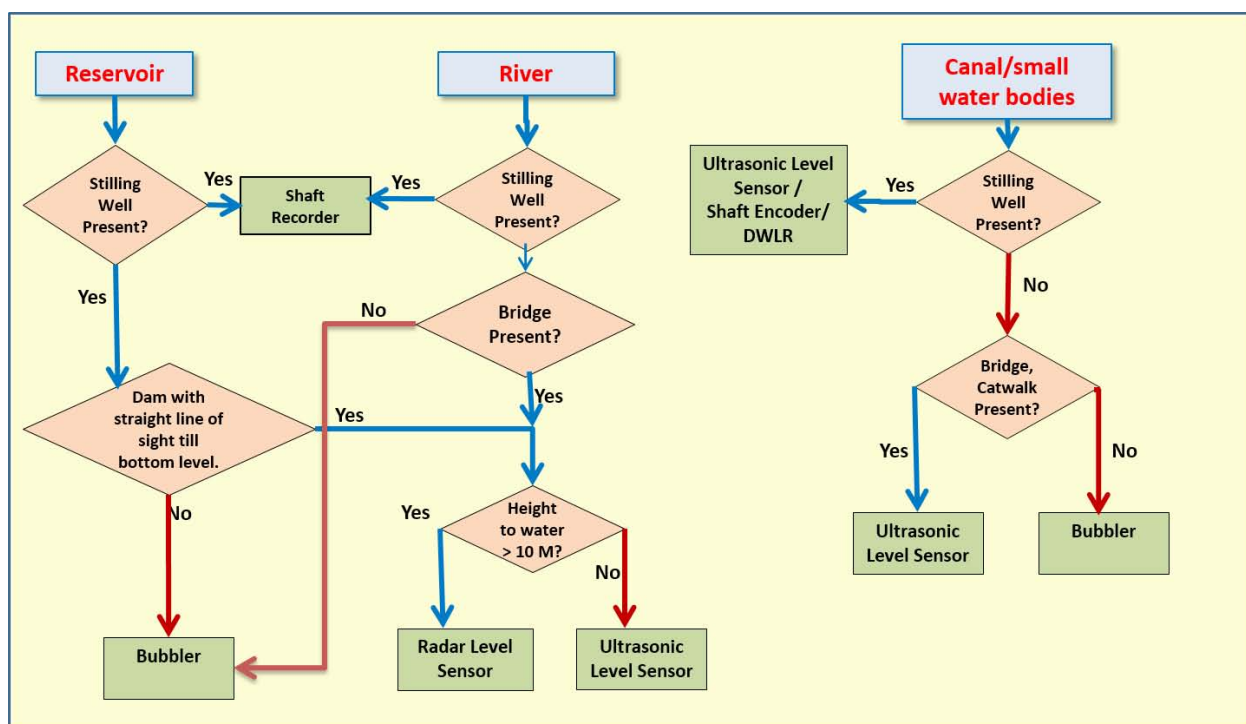 Reservoir
River
Canal/small
water bodies
Stilling
Well
Present?
Yes
Shaft
Recorder
Yes
Stilling
Well
Present?
Ultrasonic Level
Sensor /
Shaft Encoder/
DWLR
Yes
Stilling
Well
Present?
Yes
No
Bridge
Present?
No
Bridge,
Catwalk
Present?
Dam with
straight line of
sight till
bottom level.
Yes
Yes
Yes
No
No
Yes
Height
to water
> 10 M?
No
Ultrasonic
Level Sensor
Bubbler
Bubbler
Radar Level
Sensor
Ultrasonic
Level Sensor